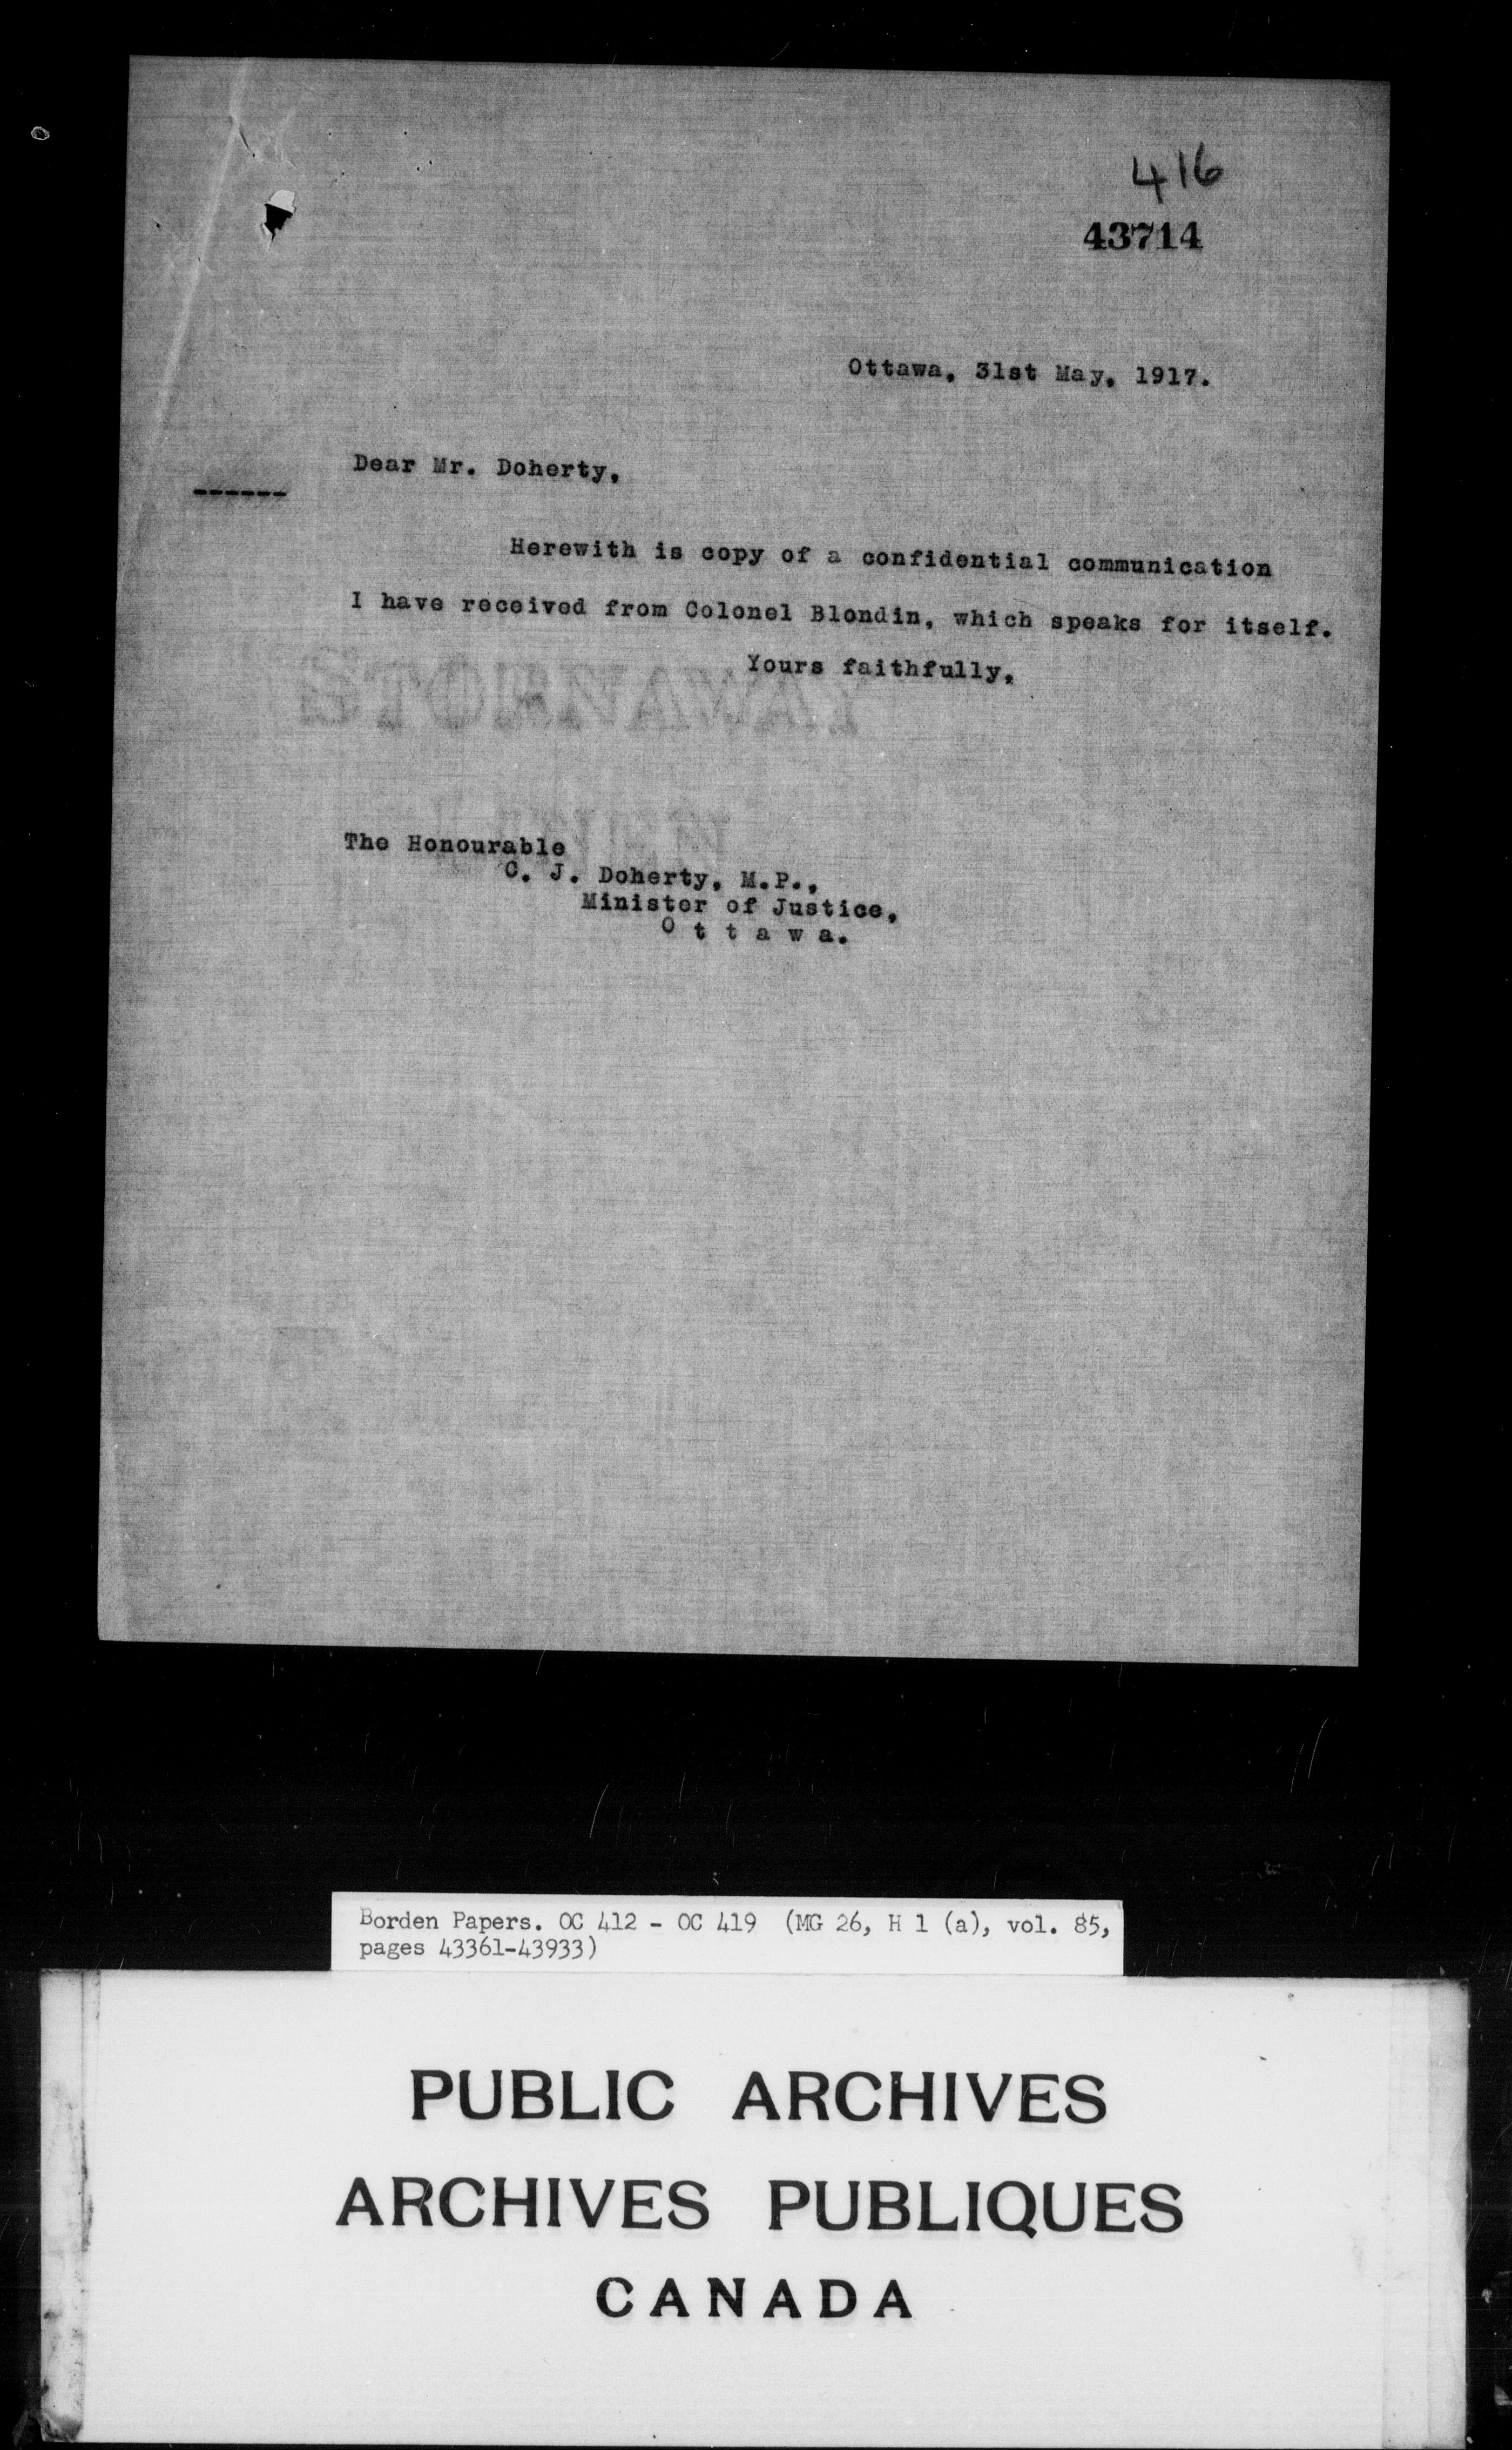 416
43714
Ottawa, 31st May, 1917.
Dear Mr. Doherty,
------
Herewith is copy of a confidential communication
I have received from Colonel Blondin, which speaks for itself.
Yours faithfully,
STORNAWAY
The Honourable
C. J. Doherty, M.P.,
Minister of Justice,
O t t a w a.
Borden Papers. OC 412 - OC 419 (MG 26, H 1 (a), vol. 85,
pages 43361-43933)
PUBLIC ARCHIVES
ARCHIVES PUBLIQUES
CANADA